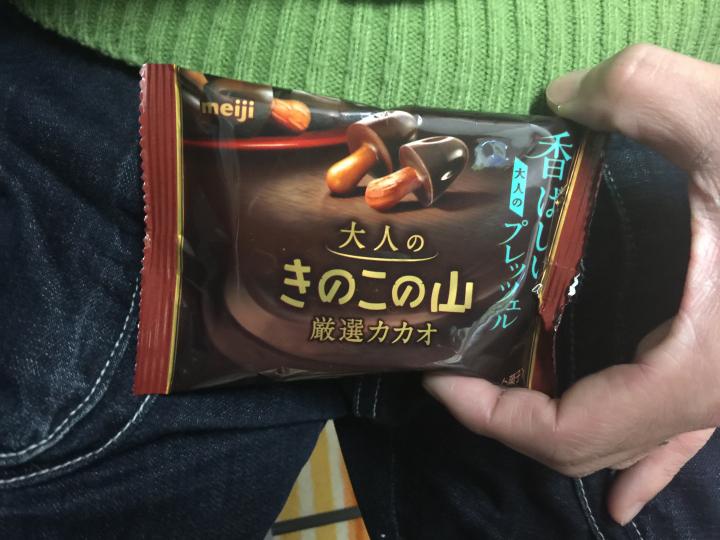 meiji
大人の
きのこの山
厳選カカオ
香ばしい
大人の
プレッツェル